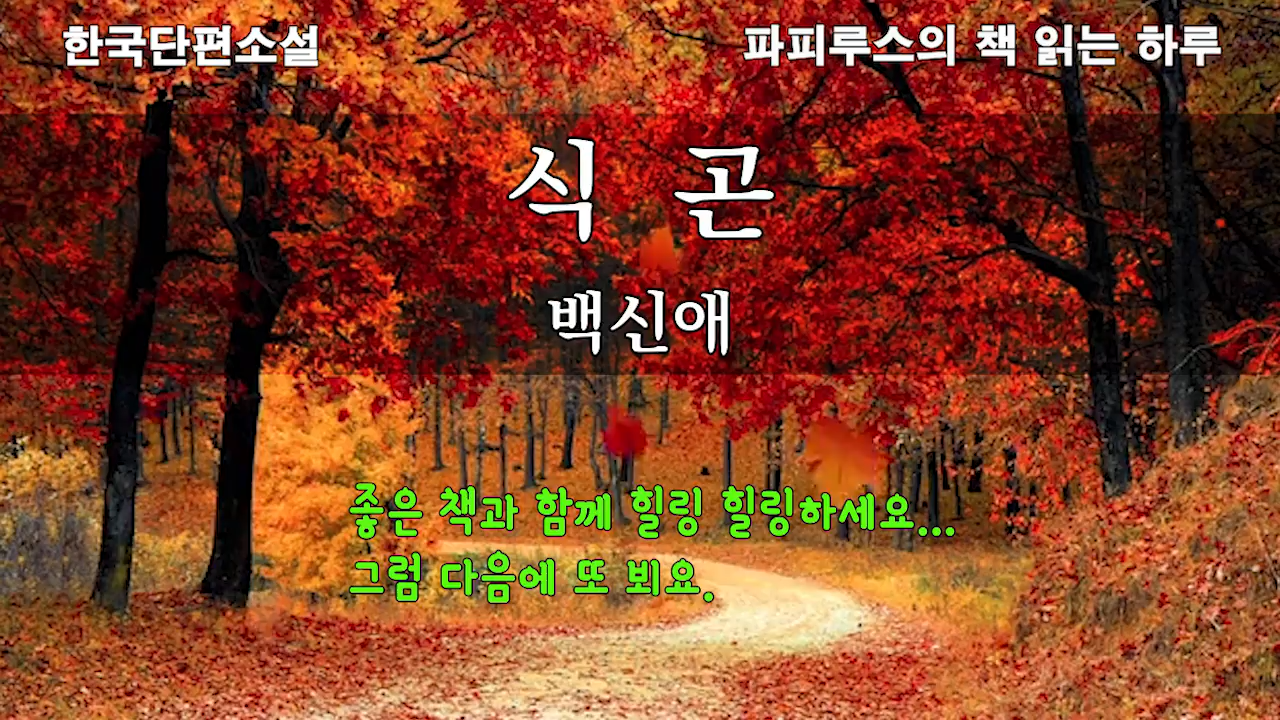 한국단편소설
파피루스의 책 읽는 하루
식 곤
백신애
좋은 책과 함께 힐링 힐링하세요...
그럼 다음에 또 뵈요.